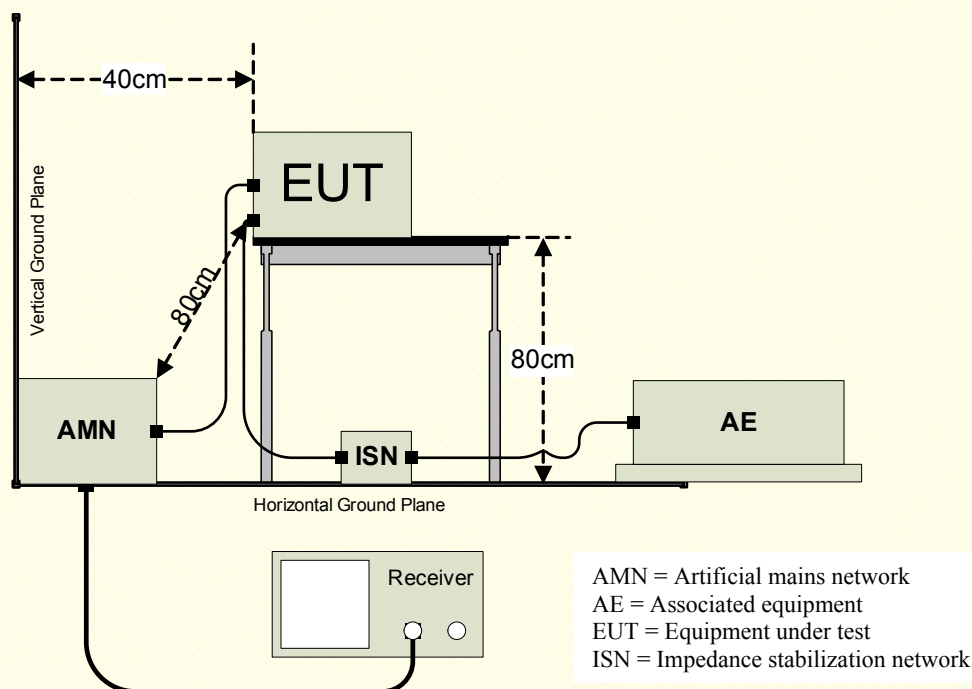 40cm
EUT
Vertical Ground Plane
80cm
80cm
AMN
ISN
AE
Horizontal Ground Plane
Receiver
AMN = Artificial mains network
AE = Associated equipment
EUT = Equipment under test
ISN = Impedance stabilization network